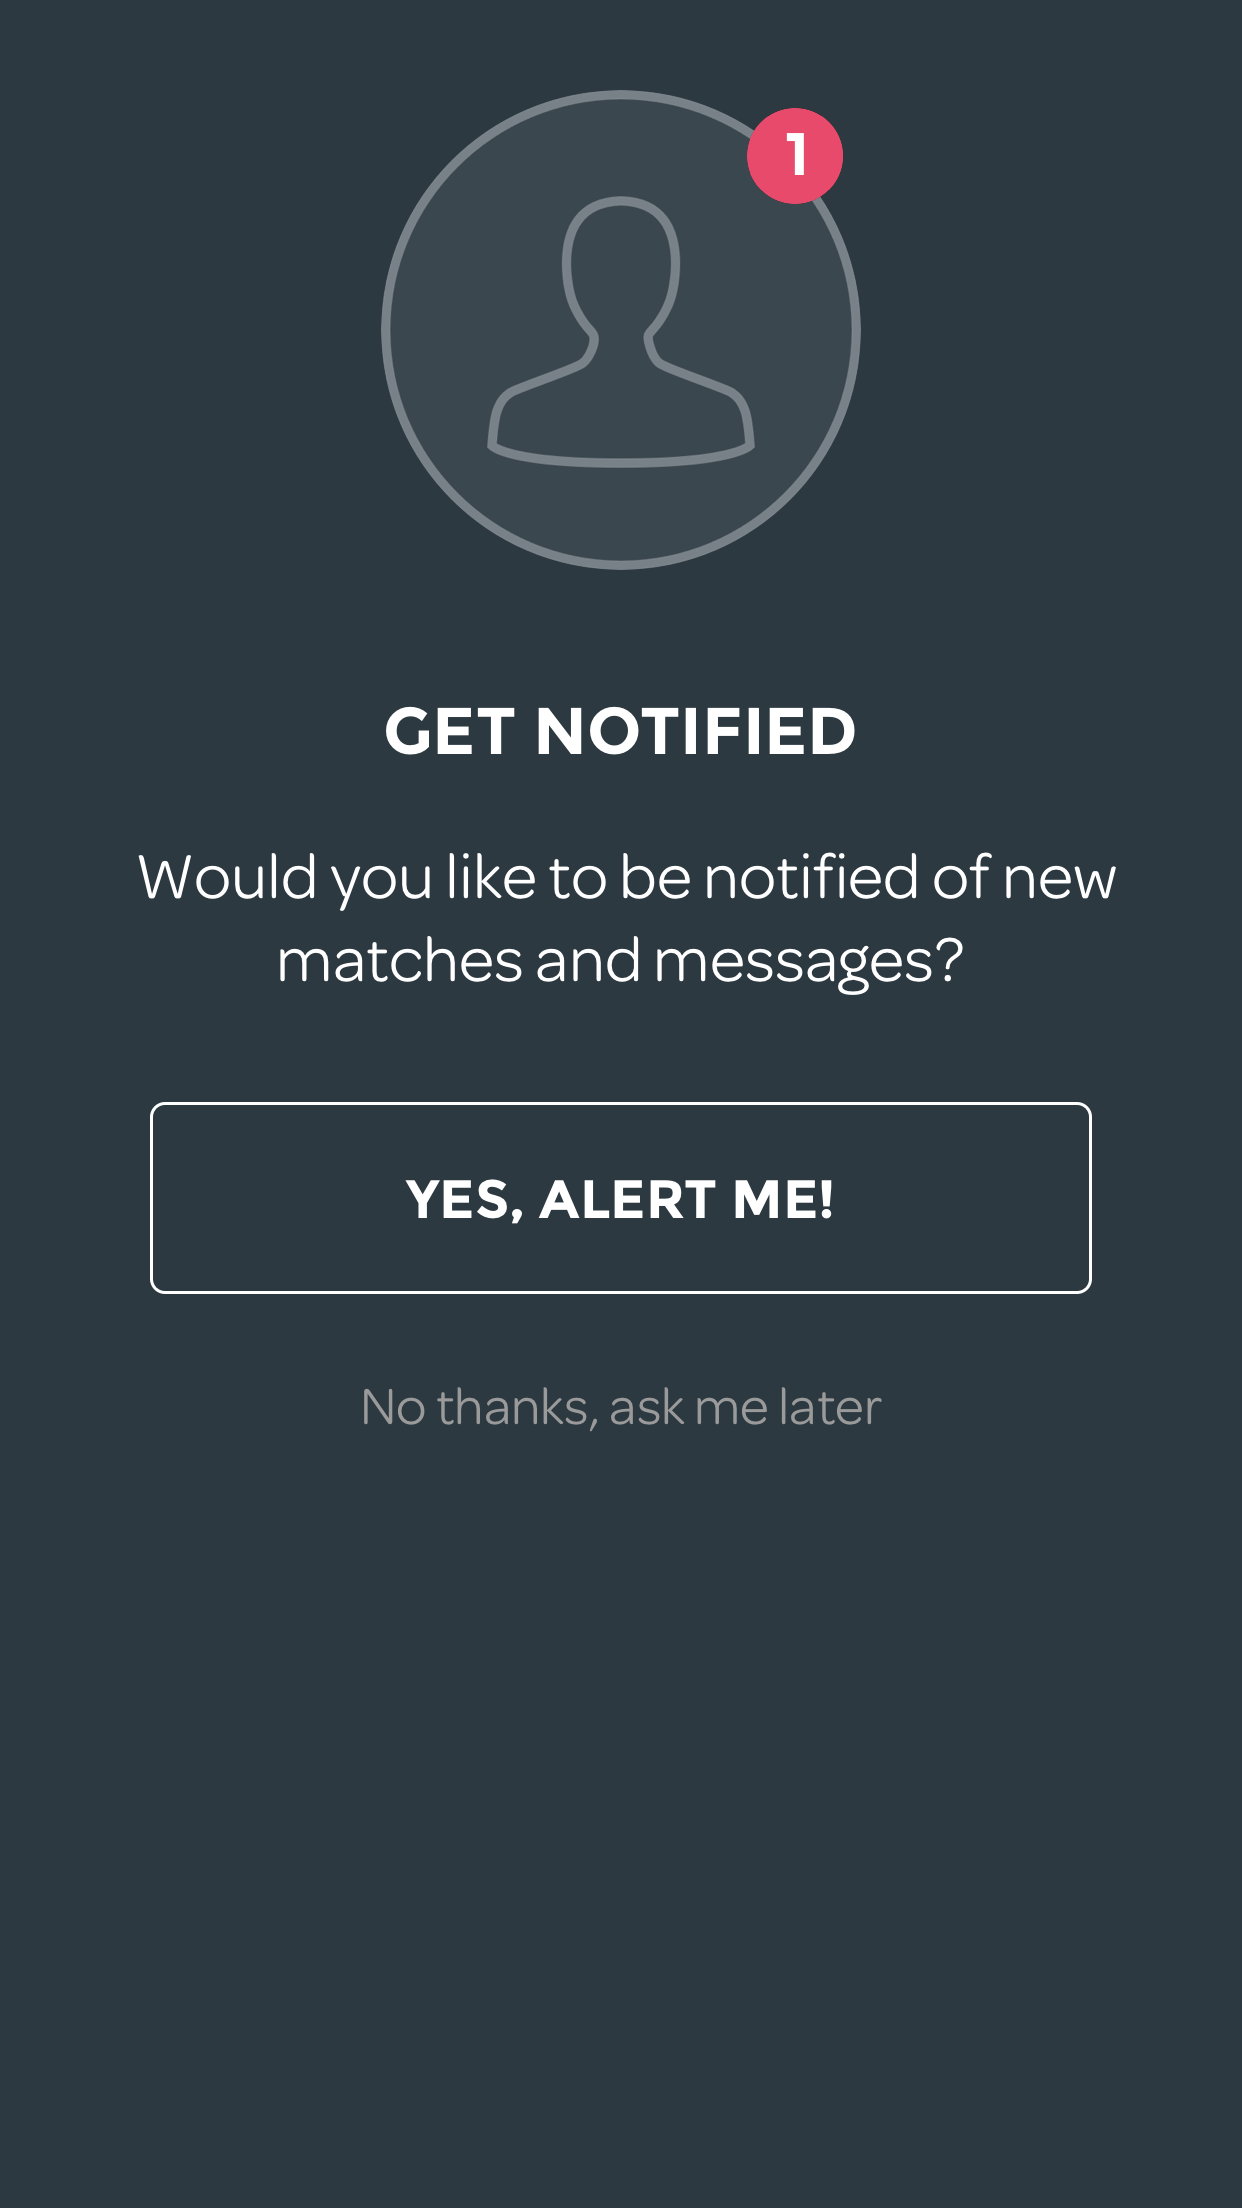 1
GET NOTIFIED
Would you like to be notified of new
matches and messages?
YES, ALERT ME!
No thanks, ask me later